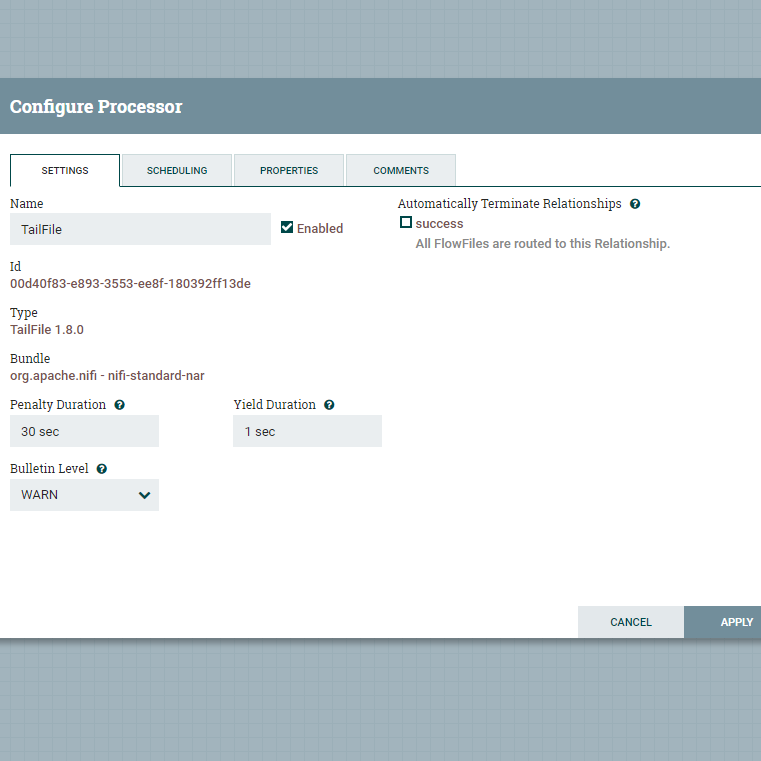 Configure Processor
SETTINGS SCHEDULING PROPERTIES COMMENTS
Name
TailFile
Enabled
Id
00d40f83-e893-3553-ee8f-180392ff13de
Type
TailFile 1.8.0
Bundle
org.apache.nifi - nifi-standard-nar
Penalty Duration ?
30 sec
Yield Duration ?
1 sec
Bulletin Level ?
WARN
Automatically Terminate Relationships ?
success
All FlowFiles are routed to this Relationship.
CANCEL
APPLY